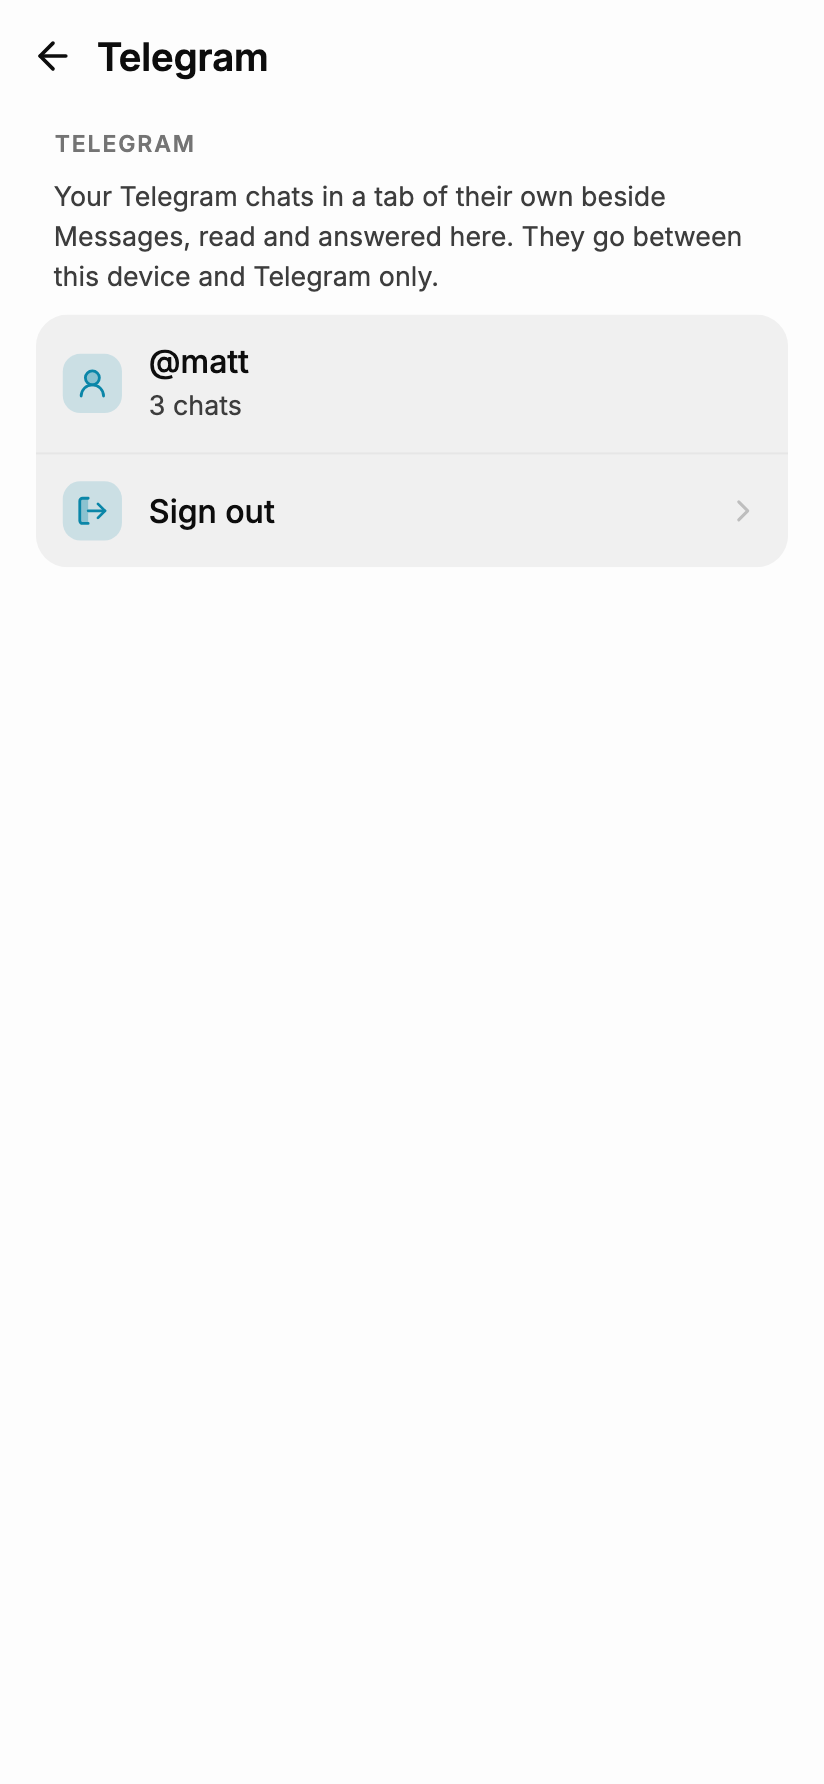 Telegram
TELEGRAM
Your Telegram chats in a tab of their own beside
Messages, read and answered here. They go between
this device and Telegram only.
@matt
3 chats
Sign out